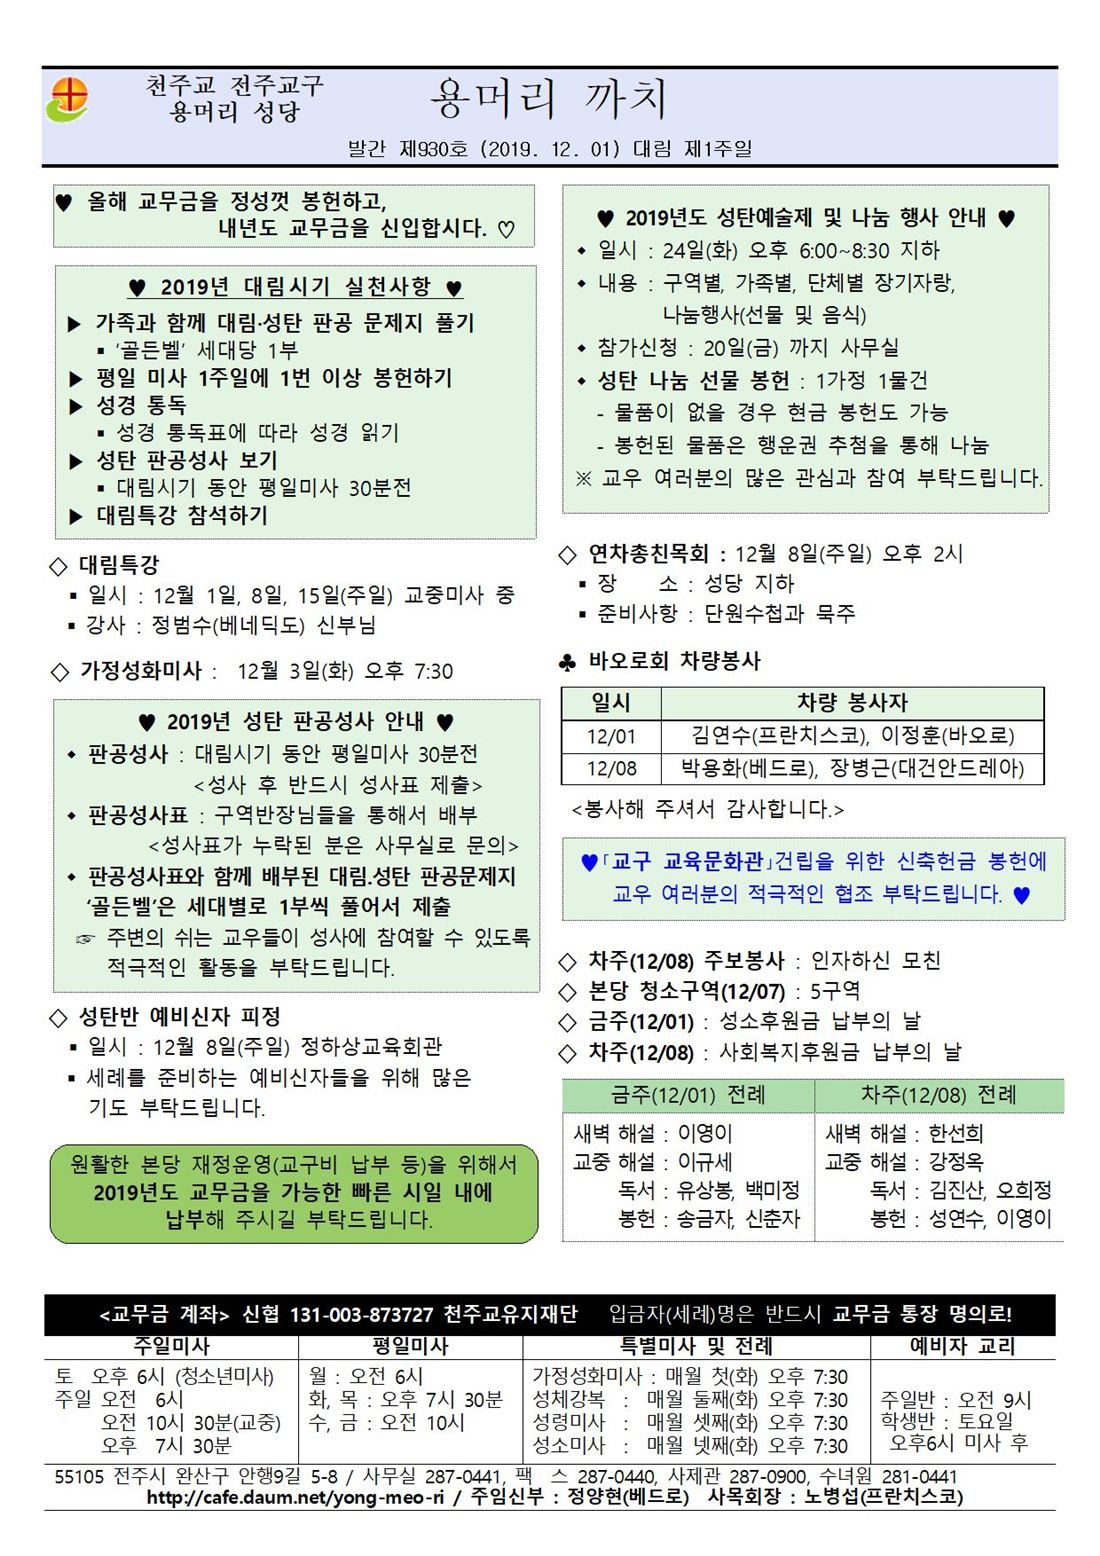 천주교 전주교구
용머리 성당
용머리 까치
발간 제930호 (2019. 12. 01) 대림 제1주일
♥ 올해 교무금을 정성껏 봉헌하고,
내년도 교무금을 신입합시다. ♡
♥ 2019년 대림시기 실천사항 ♥
▶ 가족과 함께 대림·성탄 판공 문제지 풀기
▪ ‘골든벨’ 세대당 1부
▶ 평일 미사 1주일에 1번 이상 봉헌하기
▶ 성경 통독
▪ 성경 통독표에 따라 성경 읽기
▶ 성탄 판공성사 보기
▪ 대림시기 동안 평일미사 30분전
▶ 대림특강 참석하기
◇ 대림특강
▪ 일시 : 12월 1일, 8일, 15일(주일) 교중미사 중
▪ 강사 : 정범수(베네딕도) 신부님
◇ 가정성화미사 : 12월 3일(화) 오후 7:30
♥ 2019년 성탄 판공성사 안내 ♥
◆ 판공성사 : 대림시기 동안 평일미사 30분전
<성사 후 반드시 성사표 제출>
◆ 판공성사표 : 구역반장님들을 통해서 배부
<성사표가 누락된 분은 사무실로 문의>
◆ 판공성사표와 함께 배부된 대림.성탄 판공문제지
‘골든벨’은 세대별로 1부씩 풀어서 제출
☞ 주변의 쉬는 교우들이 성사에 참여할 수 있도록
적극적인 활동을 부탁드립니다.
◇ 성탄반 예비신자 피정
▪ 일시 : 12월 8일(주일) 정하상교육회관
▪ 세례를 준비하는 예비신자들을 위해 많은
기도 부탁드립니다.
원활한 본당 재정운영(교구비 납부 등)을 위해서
2019년도 교무금을 가능한 빠른 시일 내에
납부해 주시길 부탁드립니다.
♥ 2019년도 성탄예술제 및 나눔 행사 안내 ♥
◆ 일시 : 24일(화) 오후 6:00~8:30 지하
◆ 내용 : 구역별, 가족별, 단체별 장기자랑,
나눔행사(선물 및 음식)
◆ 참가신청 : 20일(금) 까지 사무실
◆ 성탄 나눔 선물 봉헌 : 1가정 1물건
- 물품이 없을 경우 현금 봉헌도 가능
- 봉헌된 물품은 행운권 추첨을 통해 나눔
※ 교우 여러분의 많은 관심과 참여 부탁드립니다.
◇ 연차총친목회 : 12월 8일(주일) 오후 2시
▪ 장 소 : 성당 지하
▪ 준비사항 : 단원수첩과 묵주
♣ 바오로회 차량봉사
일시 차량 봉사자
12/01 김연수(프란치스코), 이정훈(바오로)
12/08 박용화(베드로), 장병근(대건안드레아)
<봉사해 주셔서 감사합니다.>
♥「교구 교육문화관」건립을 위한 신축헌금 봉헌에
교우 여러분의 적극적인 협조 부탁드립니다. ♥
◇ 차주(12/08) 주보봉사 : 인자하신 모친
◇ 본당 청소구역(12/07) : 5구역
◇ 금주(12/01) : 성소후원금 납부의 날
◇ 차주(12/08) : 사회복지후원금 납부의 날
금주(12/01) 전례 차주(12/08) 전례
새벽 해설 : 이영이 새벽 해설 : 한선희
교중 해설 : 이규세 교중 해설 : 강정옥
독서 : 유상봉, 백미정 독서 : 김진산, 오희정
봉헌 : 송금자, 신춘자 봉헌 : 성연수, 이영이
<교무금 계좌> 신협 131-003-873727 천주교유지재단 입금자(세례)명은 반드시 교무금 통장 명의로!
주일미사 평일미사 특별미사 및 전례 예비자 교리
토 오후 6시 (청소년미사) 월 : 오전 6시 가정성화미사 : 매월 첫(화) 오후 7:30
주일 오전 6시 화, 목 : 오후 7시 30분 성체강복 : 매월 둘째(화) 오후 7:30 주일반 : 오전 9시
오전 10시 30분(교중) 수, 금 : 오전 10시 성령미사 : 매월 셋째(화) 오후 7:30 학생반 : 토요일
오후 7시 30분 성소미사 : 매월 넷째(화) 오후 7:30 오후6시 미사 후
55105 전주시 완산구 안행9길 5-8 / 사무실 287-0441, 팩 스 287-0440, 사제관 287-0900, 수녀원 281-0441
http://cafe.daum.net/yong-meo-ri / 주임신부 : 정양현(베드로) 사목회장 : 노병섭(프란치스코)